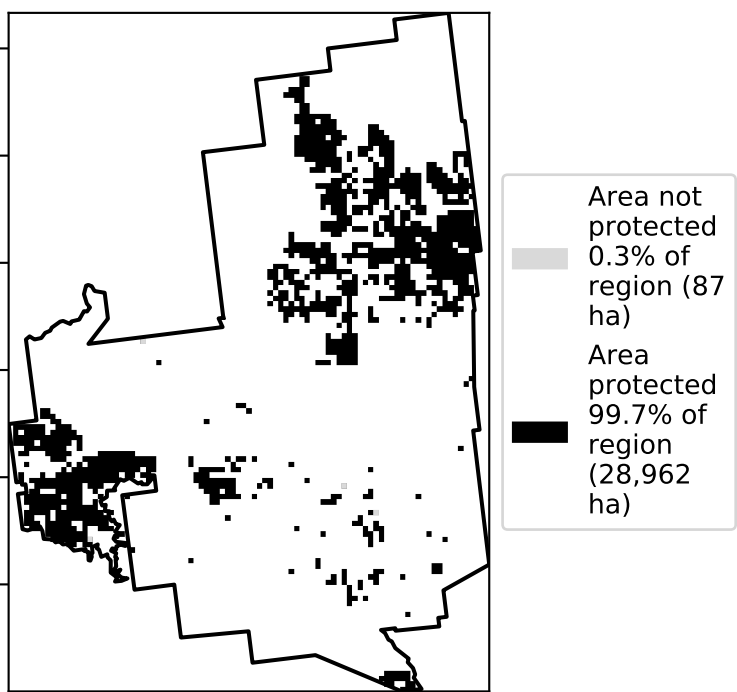 Area not
protected
0.3% of
region (87
ha)
Area
protected
99.7% of
region
(28,962
ha)